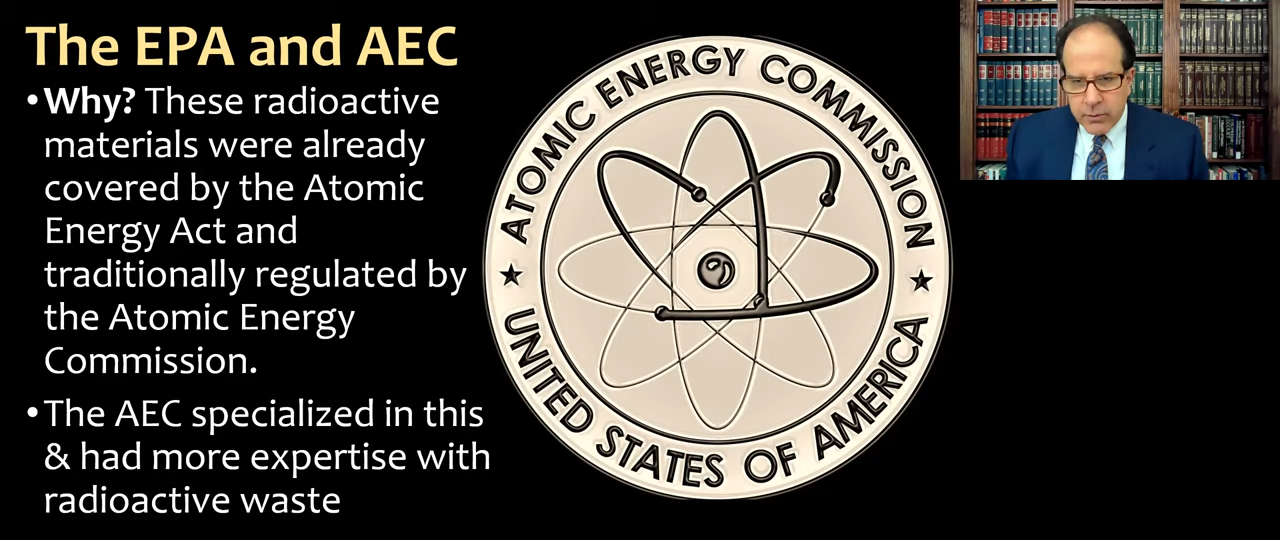 The EPA and AEC
•Why? These radioactive
materials were already
covered by the Atomic
Energy Act and
traditionally regulated by
the Atomic Energy
Commission.
•The AEC specialized in this
& had more expertise with
radioactive waste
ATOMIC ENERGY COMMISSION
★ ★
UNITED STATES OF AMERICA